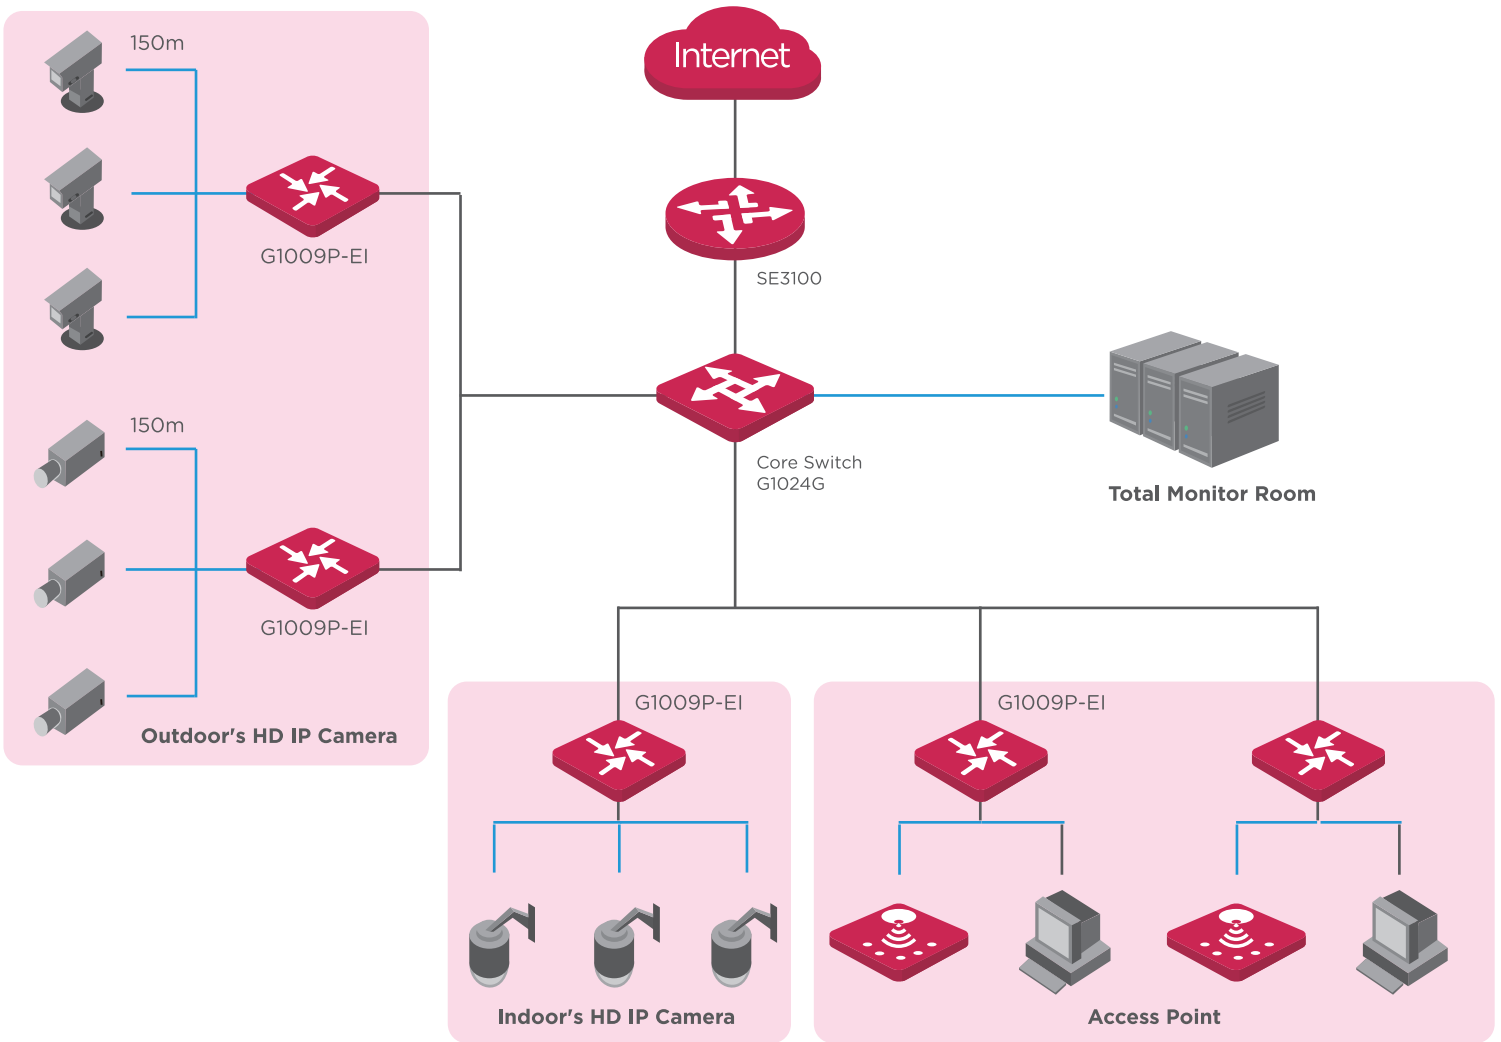 150m
Internet
G1009P-EI
SE3100
150m
Core Switch
G1024G
Total Monitor Room
G1009P-EI
Outdoor's HD IP Camera
G1009P-EI
G1009P-EI
Indoor's HD IP Camera
Access Point